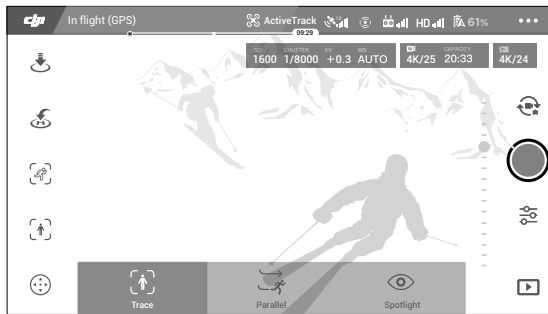 dji In flight (GPS) ActiveTrack HD 61%
09:29
ISO SHUTTER EV WB CAPACITY
1600 1/8000 +0.3 AUTO 4K/25 20:33 4K/24
H
Trace Parallel Spotlight